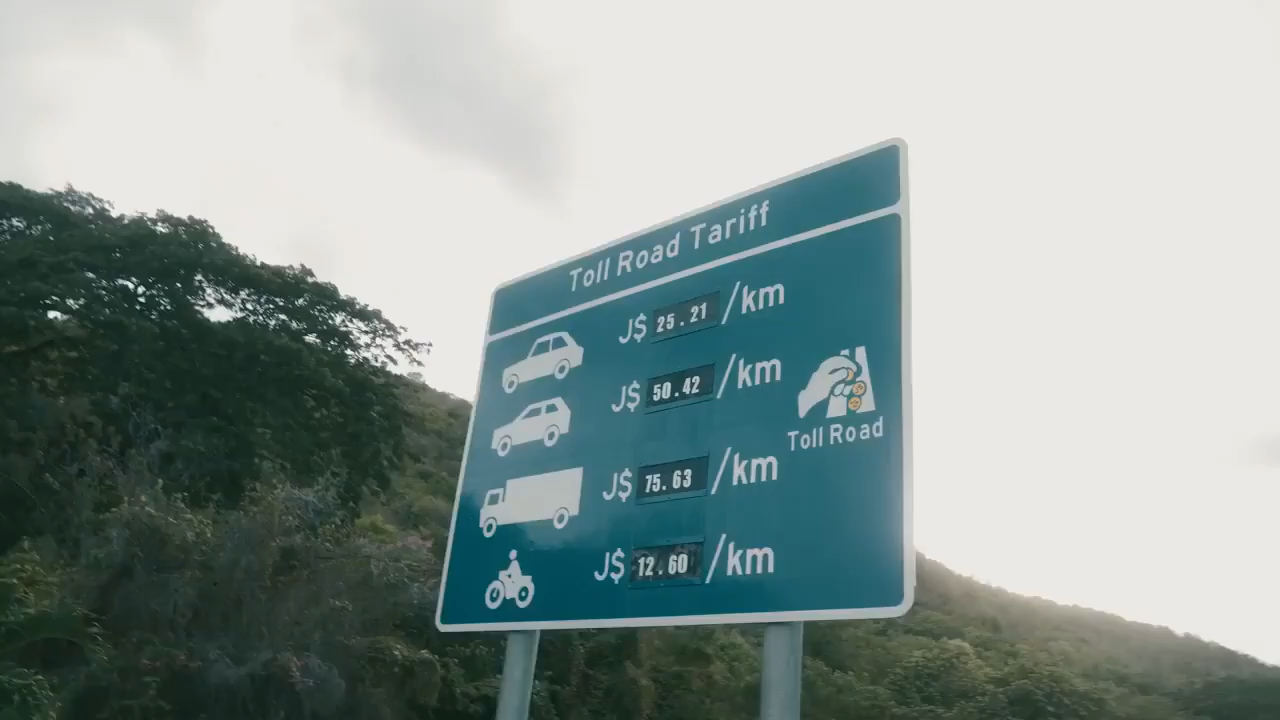 Toll Road Tariff
J$ 25.21 /km
J$ 50.42 /km
J$ 75.63 /km
J$ 12.60 /km
Toll Road